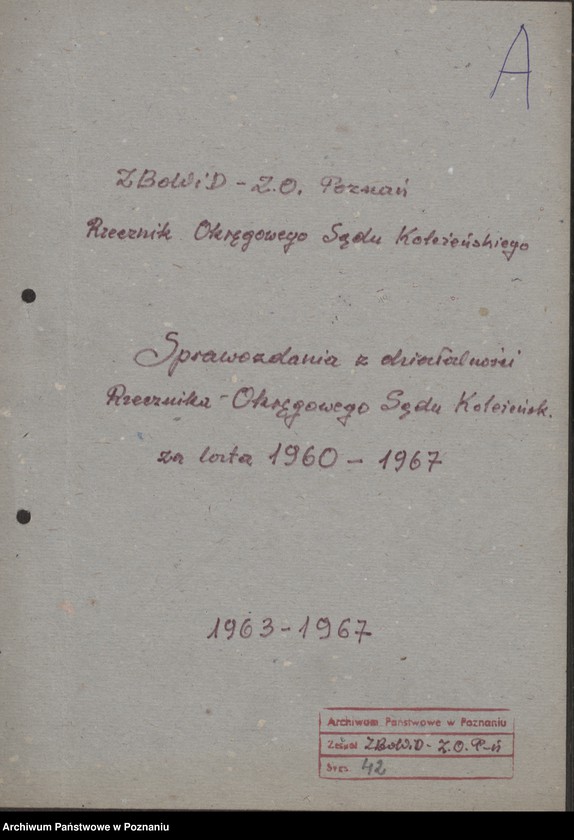 A
ZBoWiD - Z.O. Poznań
Rzecznik Okręgowego Sądu Koleżeńskiego
Sprawozdania z działalności
Rzecznika - Okręgowego Sądu Koleżeńsk.
za lata 1960 - 1967
1963 - 1967
Archiwum Państwowe w Poznaniu
Zespół ZBoWiD - Z.O. P-ń
Sygn. 42
Archiwum Państwowe w Poznaniu